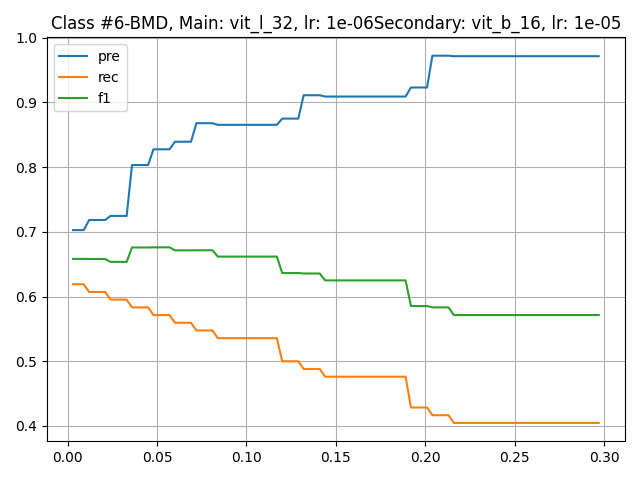 Class #6-BMD, Main: vit_l_32, lr: 1e-06Secondary: vit_b_16, lr: 1e-05
pre
rec
f1
1.0
0.9
0.8
0.7
0.6
0.5
0.4
0.00 0.05 0.10 0.15 0.20 0.25 0.30